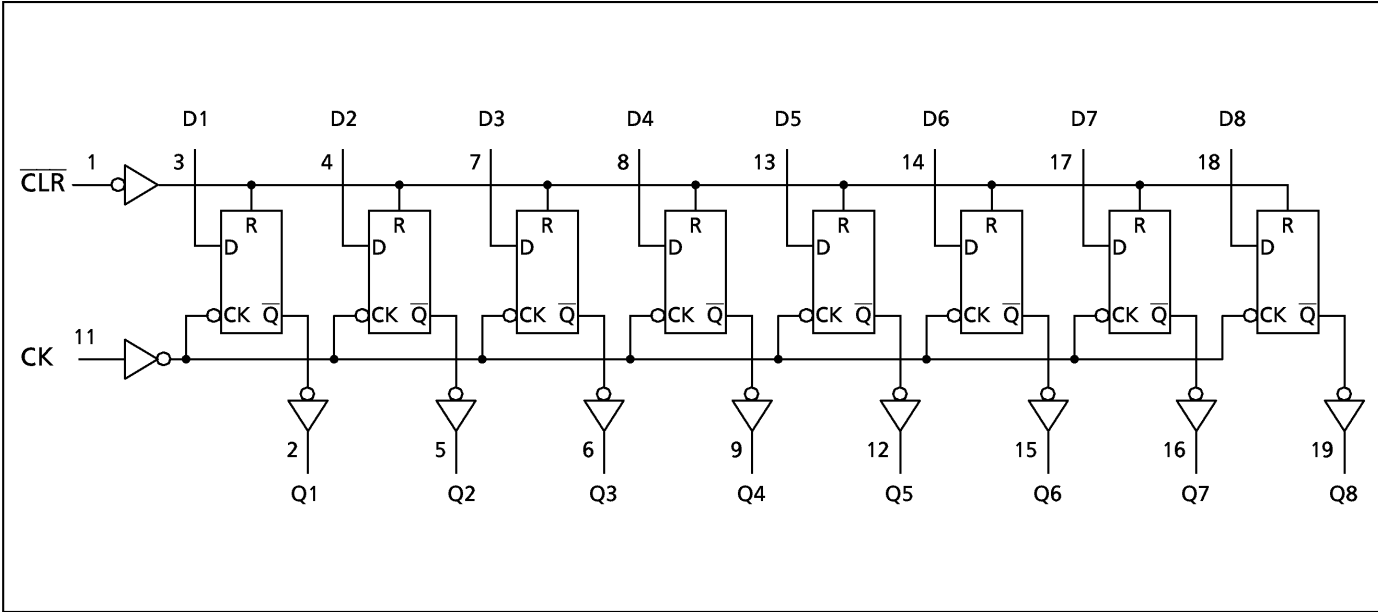 D1 D2 D3 D4 D5 D6 D7 D8
C̅L̅R̅ 1 3 4 7 8 13 14 17 18
R R R R R R R R
D D D D D D D D
CK Q̅ CK Q̅ CK Q̅ CK Q̅ CK Q̅ CK Q̅ CK Q̅ CK Q̅
CK 11
2 5 6 9 12 15 16 19
Q1 Q2 Q3 Q4 Q5 Q6 Q7 Q8